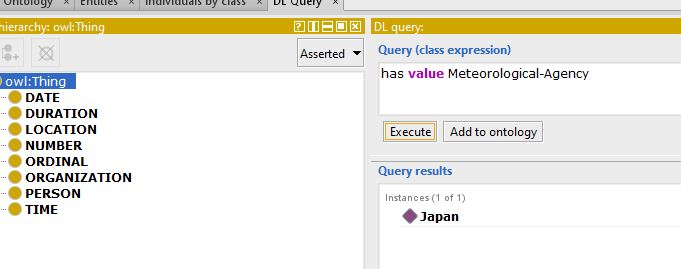 Ontology × Entities × Individuals by class × DL Query ×
hierarchy: owl:Thing
Asserted
owl:Thing
DATE
DURATION
LOCATION
NUMBER
ORDINAL
ORGANIZATION
PERSON
TIME
DL query:
Query (class expression)
has value Meteorological-Agency
Execute Add to ontology
Query results
Instances (1 of 1)
Japan